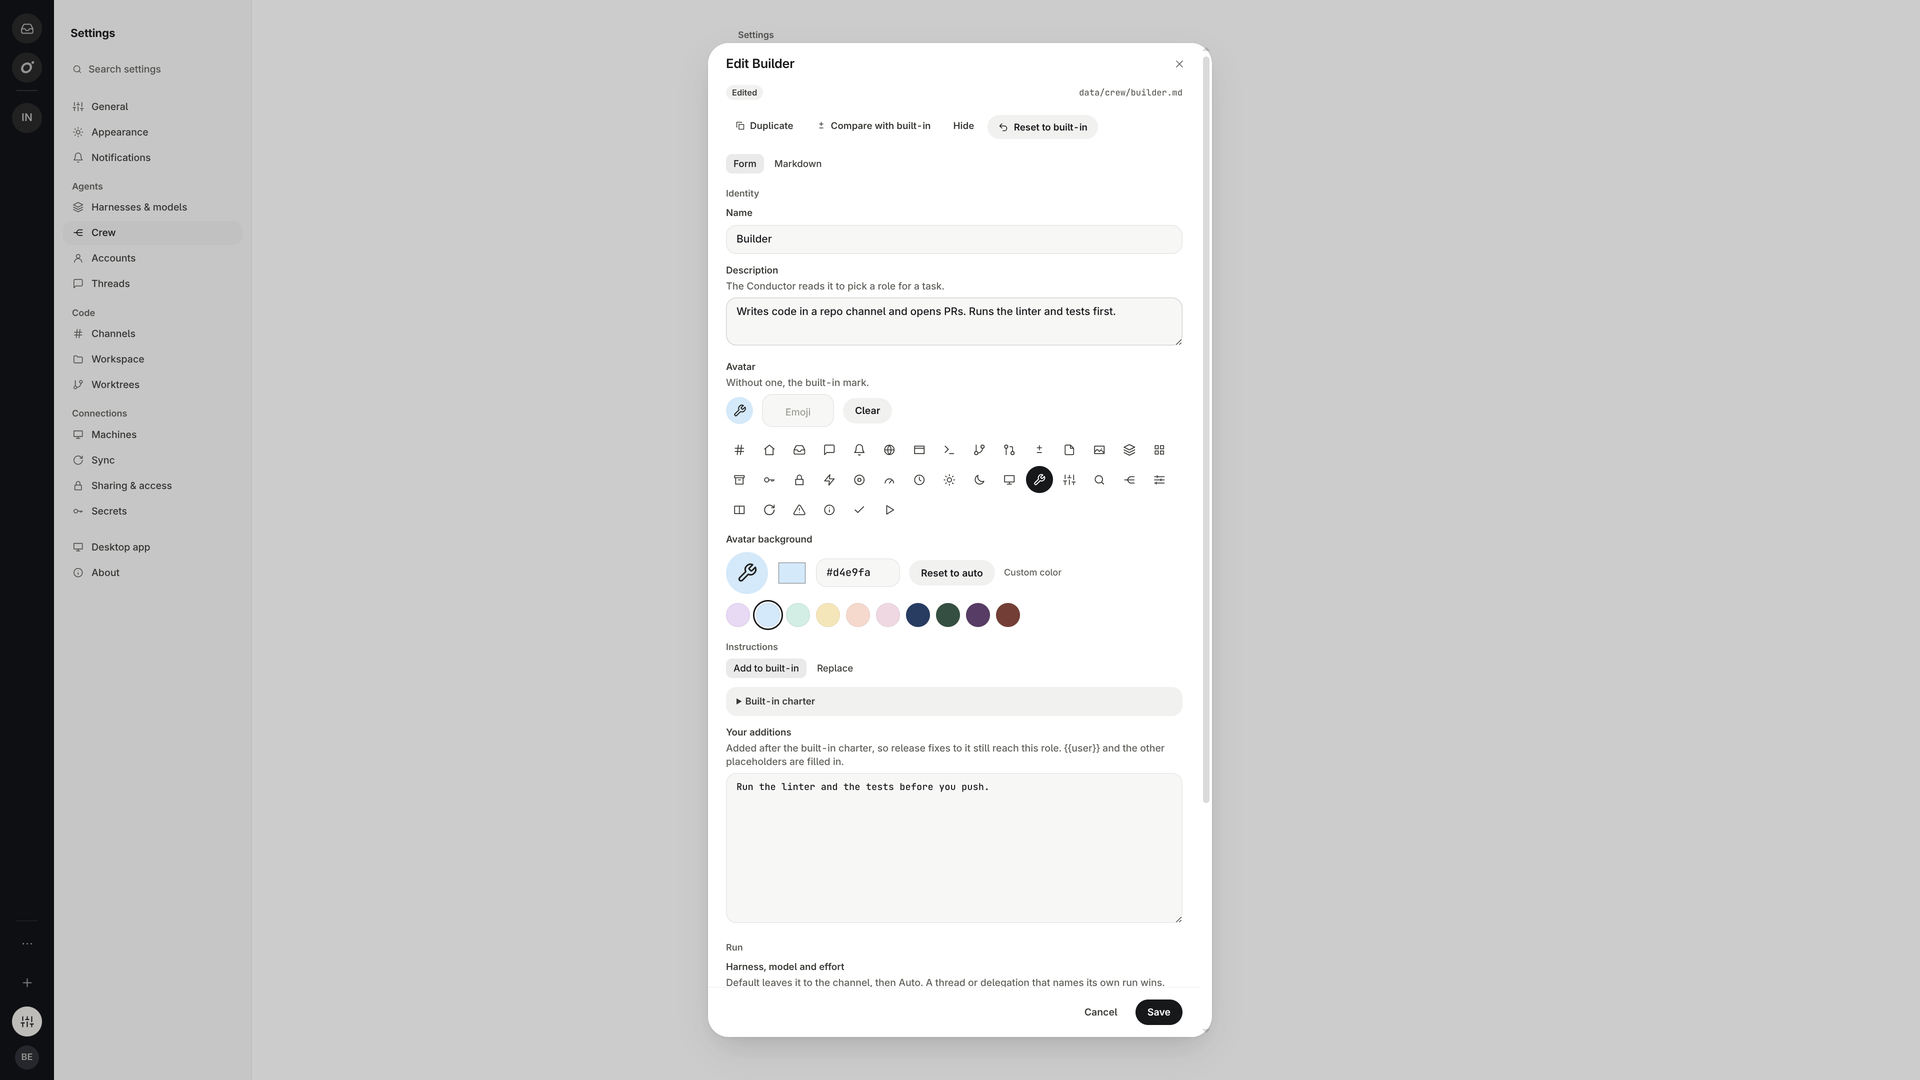 Settings
Search settings
General
Appearance
Notifications
Agents
Harnesses & models
Crew
Accounts
Threads
Code
Channels
Workspace
Worktrees
Connections
Machines
Sync
Sharing & access
Secrets
Desktop app
About
IN
BE
Settings
Edit Builder
Edited
data/crew/builder.md
Duplicate
Compare with built-in
Hide
Reset to built-in
Form
Markdown
Identity
Name
Builder
Description
The Conductor reads it to pick a role for a task.
Writes code in a repo channel and opens PRs. Runs the linter and tests first.
Avatar
Without one, the built-in mark.
Emoji
Clear
Avatar background
#d4e9fa
Reset to auto
Custom color
Instructions
Add to built-in
Replace
Built-in charter
Your additions
Added after the built-in charter, so release fixes to it still reach this role. {{user}} and the other
placeholders are filled in.
Run the linter and the tests before you push.
Run
Harness, model and effort
Default leaves it to the channel, then Auto. A thread or delegation that names its own run wins.
Cancel
Save